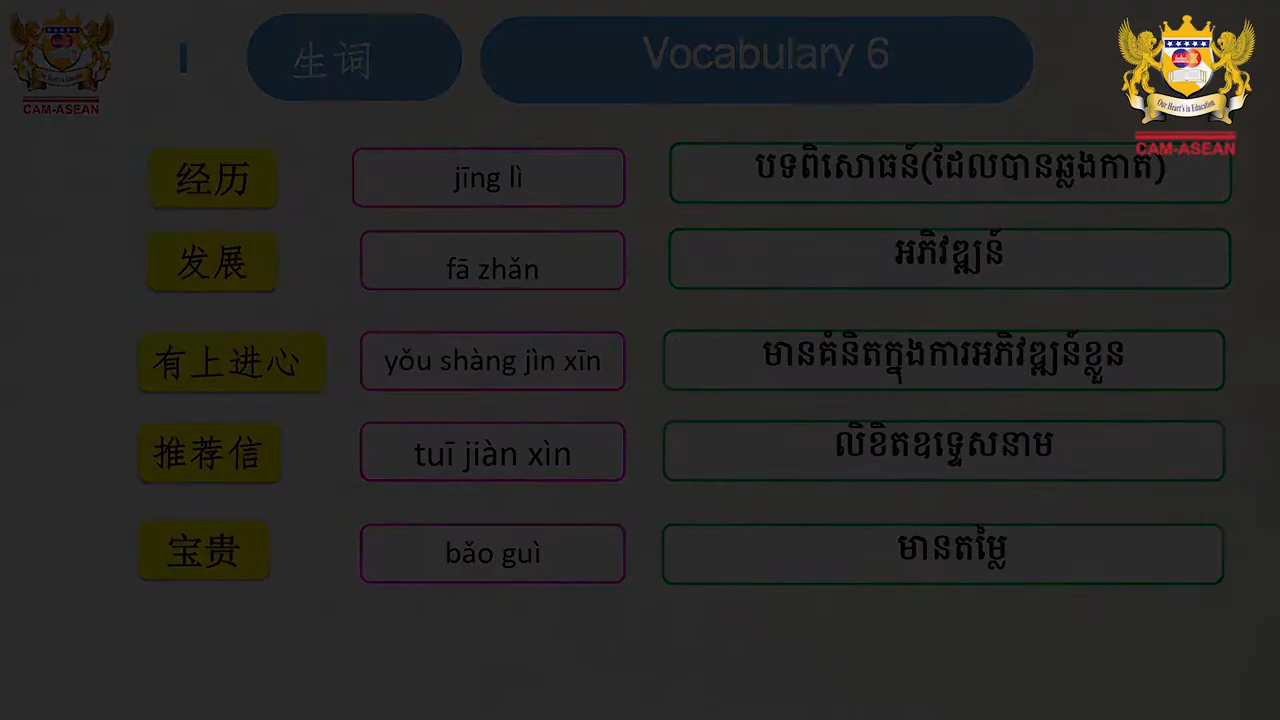 生词 Vocabulary 6
Our Heart's in Education
CAM-ASEAN
CAM-ASEAN
经历 jīng lì បទពិសោធន៍(ដែលបានឆ្លងកាត់)
发展 fā zhǎn អភិវឌ្ឍន៍
有上进心 yǒu shàng jìn xīn មានគំនិតក្នុងការអភិវឌ្ឍន៍ខ្លួន
推荐信 tuī jiàn xìn លិខិតឧទ្ទេសនាម
宝贵 bǎo guì មានតម្លៃ